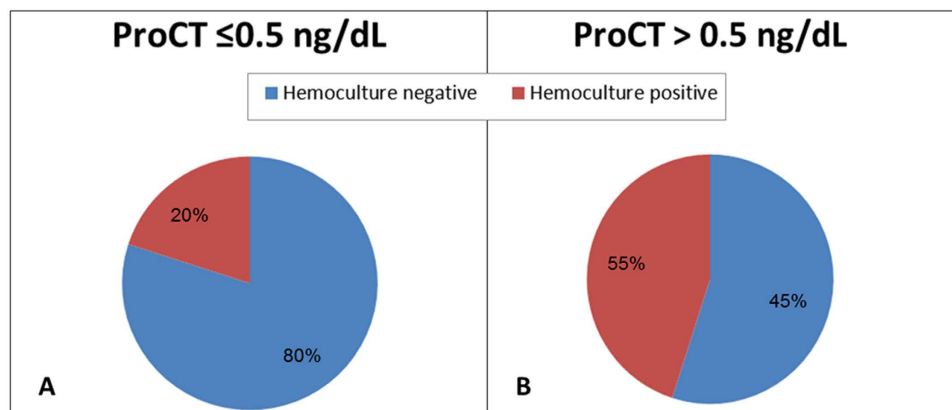 ProCT ≤0.5 ng/dL
ProCT > 0.5 ng/dL
Hemoculture negative
Hemoculture positive
20%
80%
A
55%
45%
B